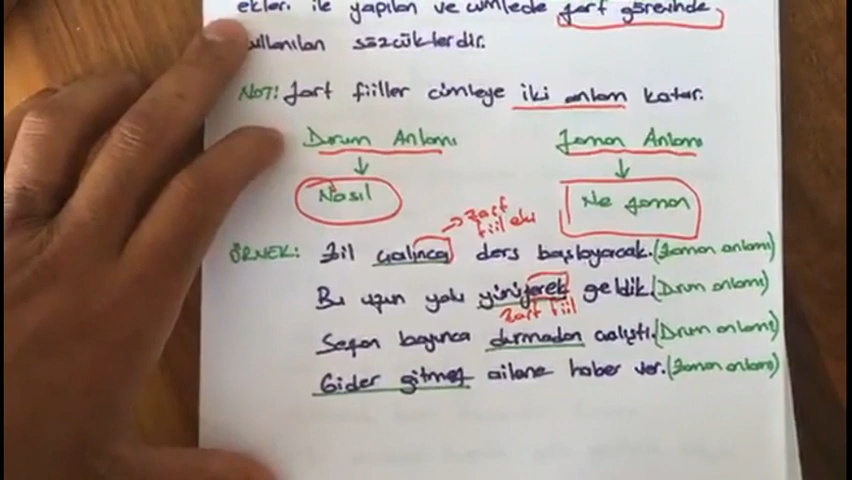 ekleri ile yapılan ve cümlede zarf görevinde
kullanılan sözcüklerdir.
NOT! Zarf fiiller cümleye iki anlam katar.
Durum Anlamı Zaman Anlamı
Nasıl Ne zaman
zarf
fiil eki
ÖRNEK: Zil çalınca ders başlayacak. (Zaman anlamı)
Bu uzun yolu yürüyerek geldik. (Durum anlamı)
zarf fiil
Sezon boyunca durmadan çalıştı. (Durum anlamı)
Gider gitmez ailene haber ver. (Zaman anlamı)